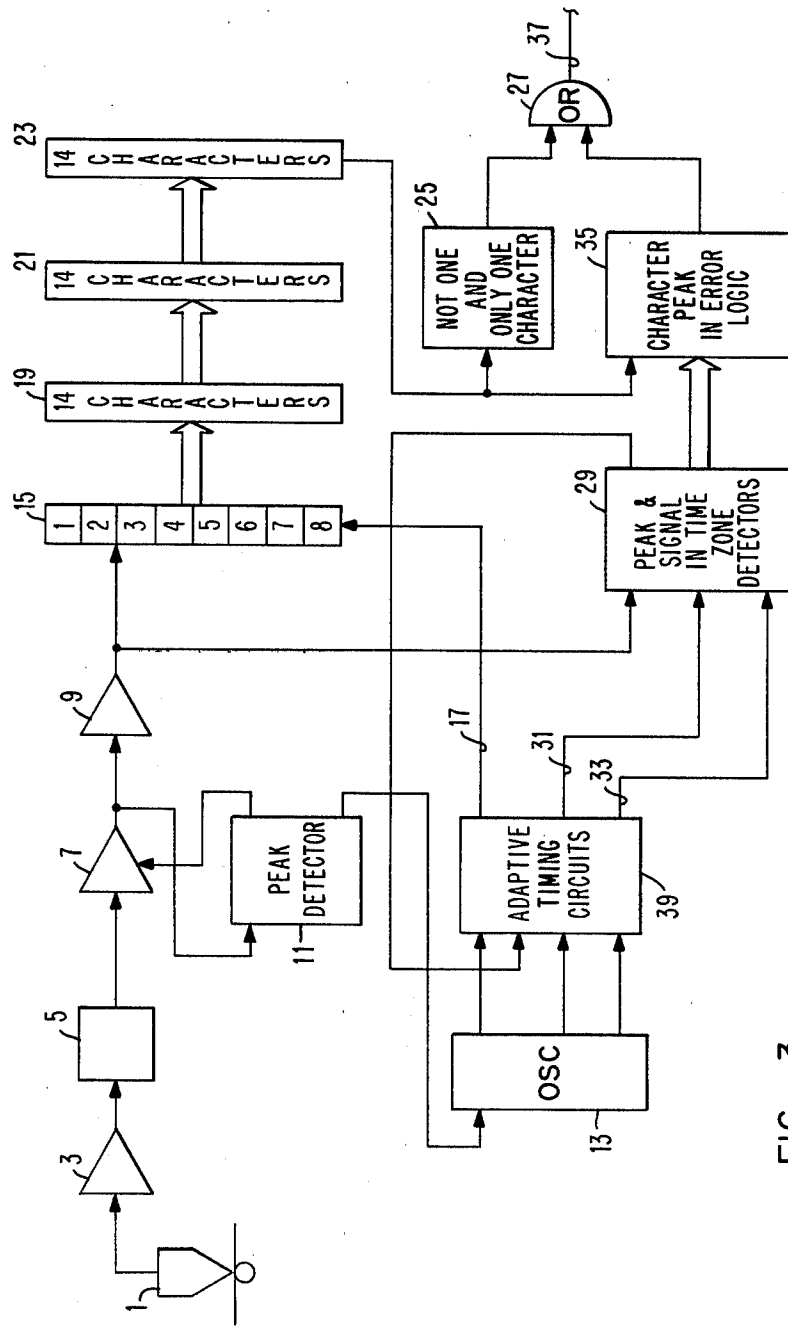 1
3
5
7
9
PEAK
DETECTOR
11
OSC
13
ADAPTIVE
TIMING
CIRCUITS
39
17
31
33
15
1
2
3
4
5
6
7
8
19
14
CHARACTERS
21
14
CHARACTERS
23
14
CHARACTERS
25
NOT ONE
AND
ONLY ONE
CHARACTER
27
OR
37
29
PEAK &
SIGNAL
IN TIME
ZONE
DETECTORS
35
CHARACTER
PEAK
IN ERROR
LOGIC
FIG. 3